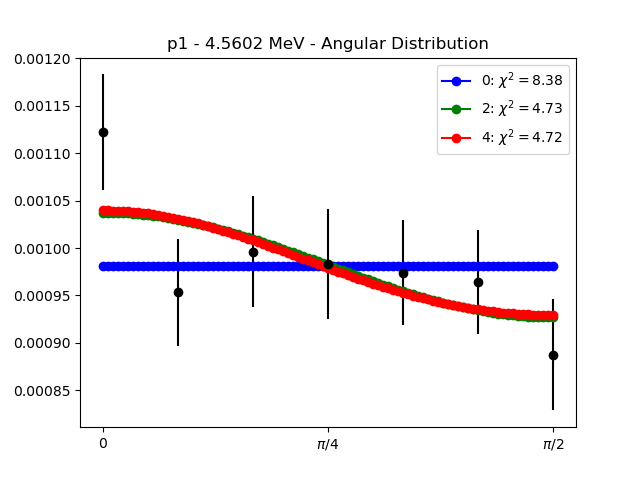 p1 - 4.5602 MeV - Angular Distribution
0.00120
0.00115
0.00110
0.00105
0.00100
0.00095
0.00090
0.00085
0: χ² = 8.38
2: χ² = 4.73
4: χ² = 4.72
0
π/4
π/2